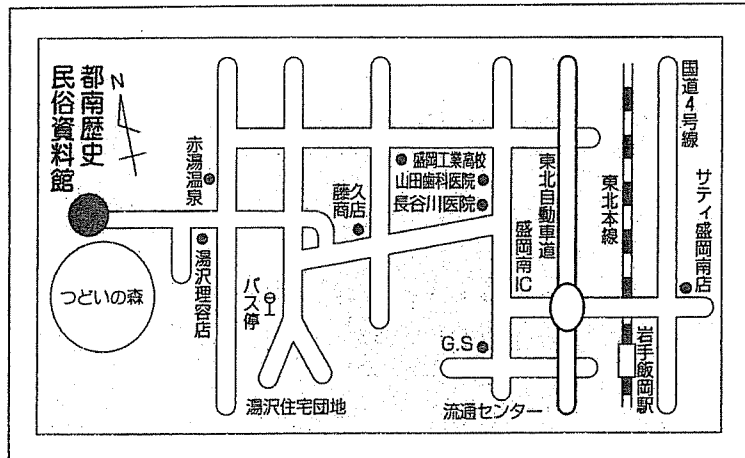 都南歴史
民俗資料館
N
つどいの森
赤湯温泉
湯沢理容店
バス停
湯沢住宅団地
藤久
商店
盛岡工業高校
山田歯科医院
長谷川医院
G.S
流通センター
盛岡南IC
東北自動車道
東北本線
岩手飯岡駅
国道4号線
サティ盛岡南店